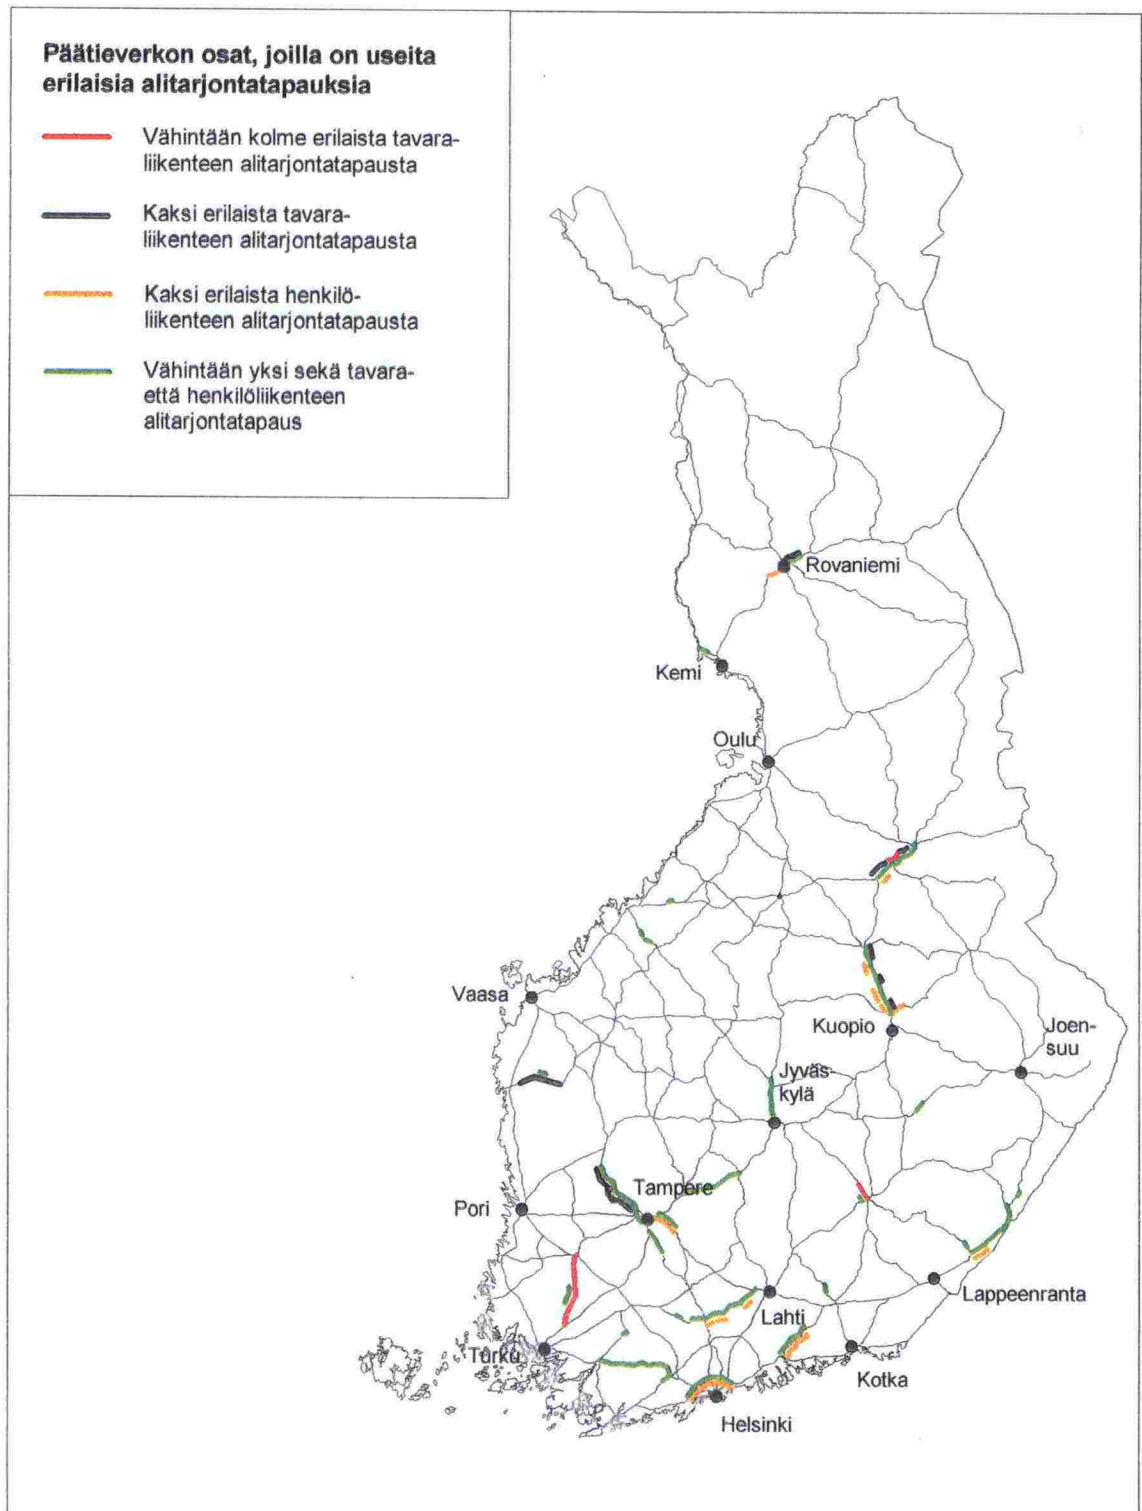 Päätieverkon osat, joilla on useita
erilaisia alitarjontatapauksia
Vähintään kolme erilaista tavara-
liikenteen alitarjontatapausta
Kaksi erilaista tavara-
liikenteen alitarjontatapausta
Kaksi erilaista henkilö-
liikenteen alitarjontatapausta
Vähintään yksi sekä tavara-
että henkilöliikenteen
alitarjontatapaus
Rovaniemi
Kemi
Oulu
Vaasa
Kuopio
Joen-
suu
Jyväs-
kylä
Tampere
Pori
Lappeenranta
Lahti
Turku
Kotka
Helsinki